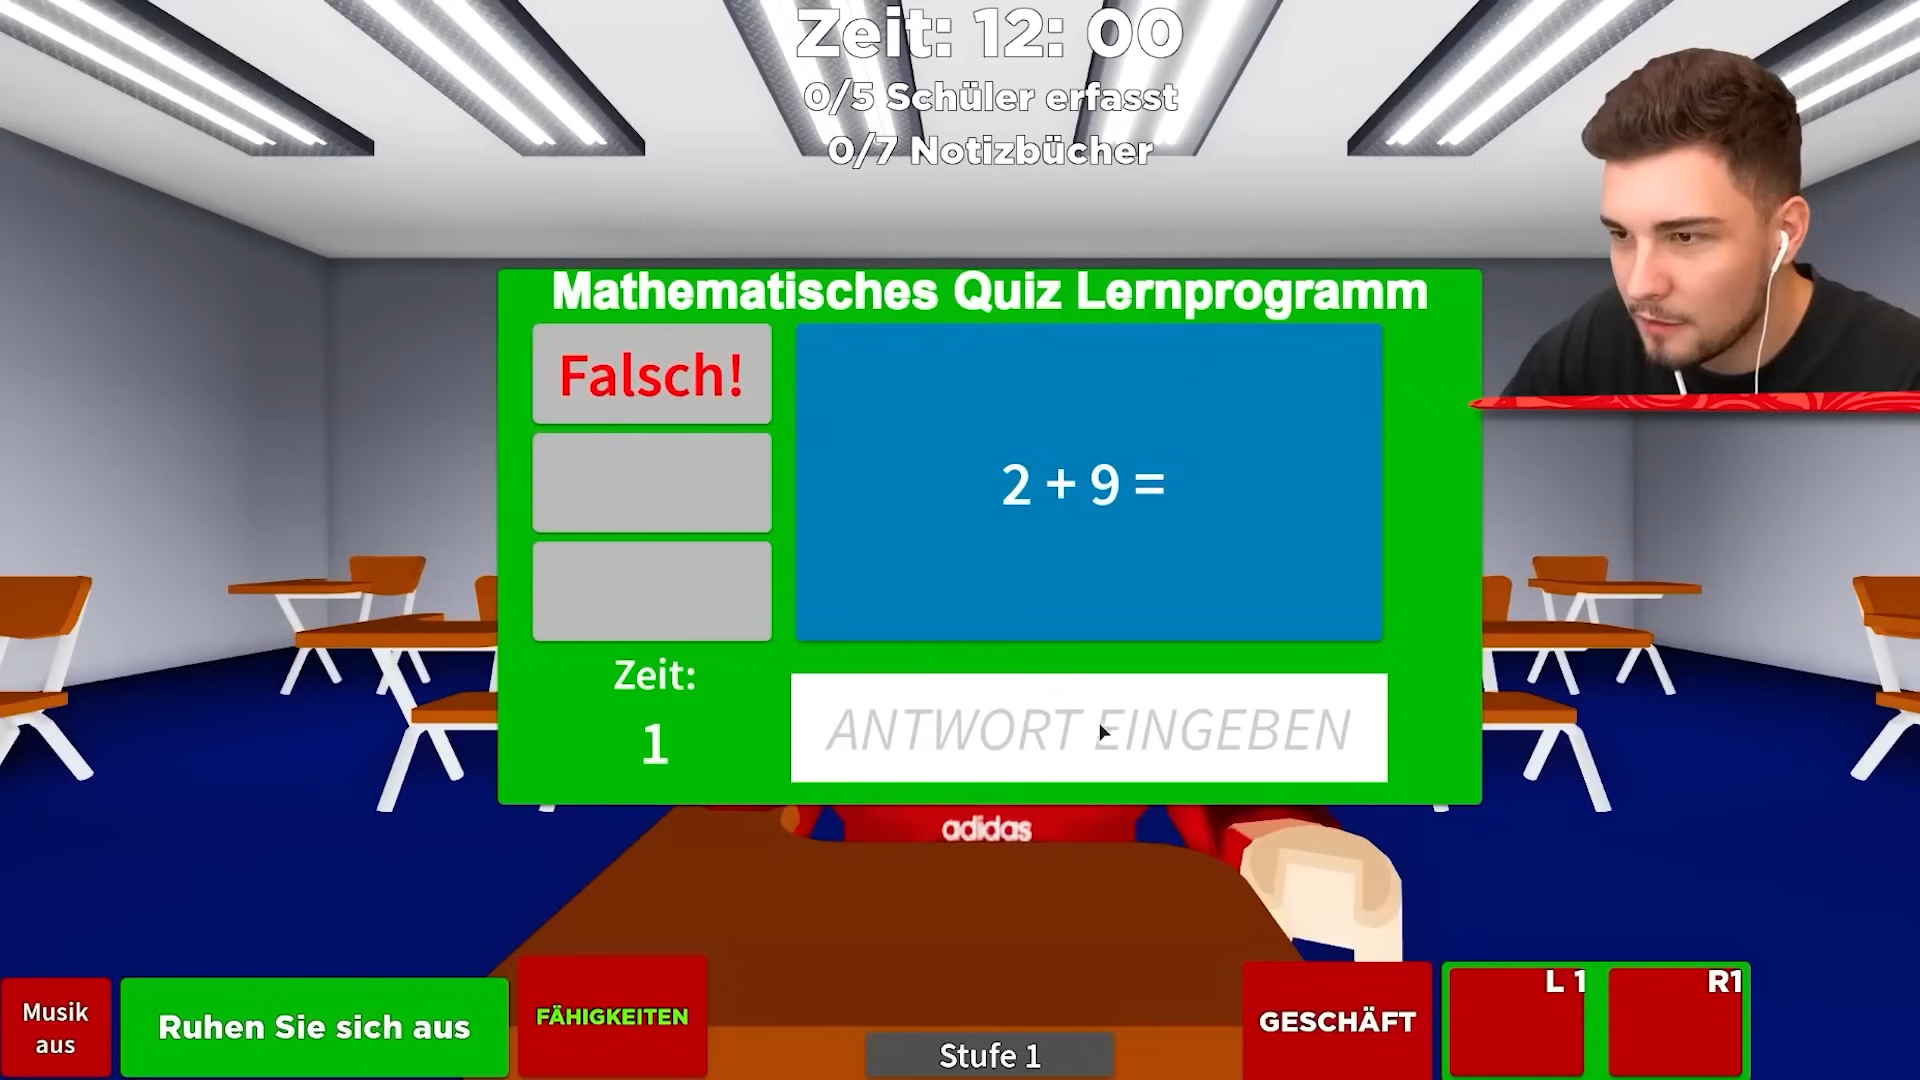 Zeit: 12: 00
0/5 Schüler erfasst
0/7 Notizbücher
Mathematisches Quiz Lernprogramm
Falsch!
2 + 9 =
Zeit:
1
ANTWORT EINGEBEN
adidas
Musik
aus
Ruhen Sie sich aus
FÄHIGKEITEN
Stufe 1
GESCHÄFT
L 1
R1